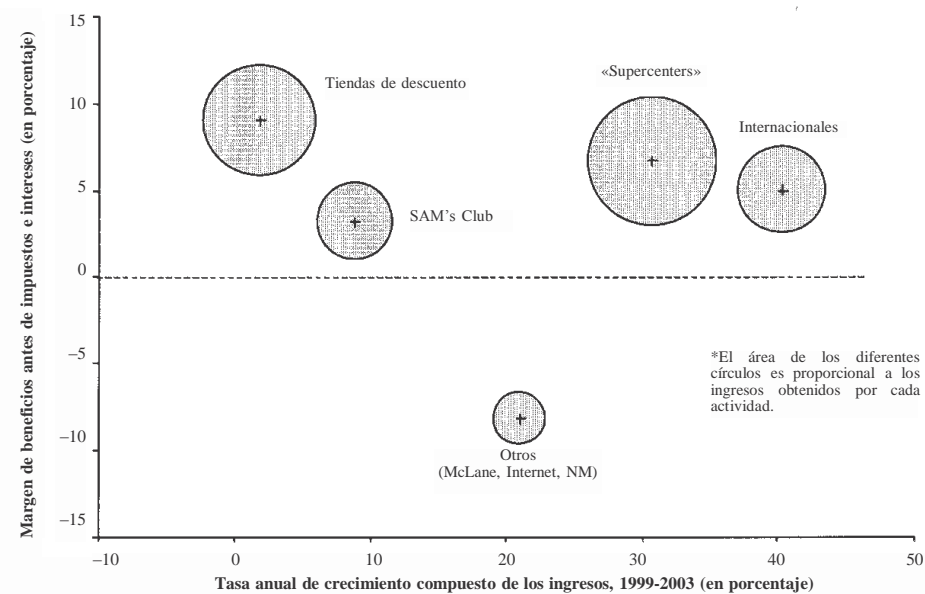 Margen de beneficios antes de impuestos e intereses (en porcentaje)
15
10
5
0
–5
–10
–15
Tiendas de descuento
SAM's Club
«Supercenters»
Internacionales
*El área de los diferentes
círculos es proporcional a los
ingresos obtenidos por cada
actividad.
Otros
(McLane, Internet, NM)
–10
0
10
20
30
40
50
Tasa anual de crecimiento compuesto de los ingresos, 1999-2003 (en porcentaje)